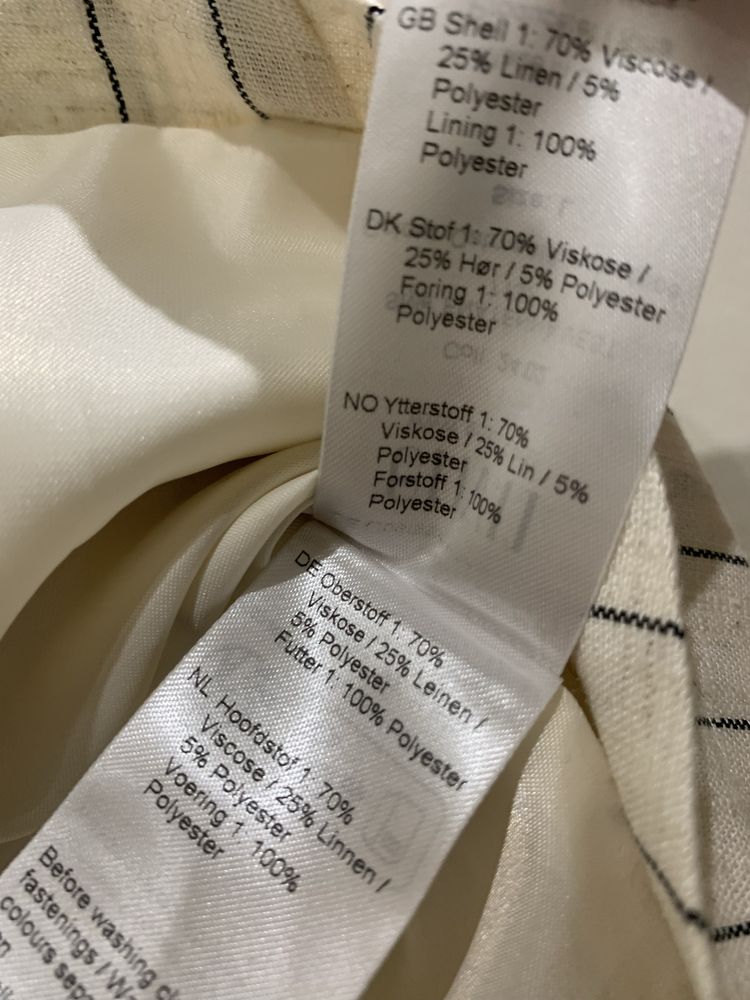 GB Shell 1: 70% Viscose /
25% Linen / 5%
Polyester
Lining 1: 100%
Polyester
DK Stof 1: 70% Viskose /
25% Hør / 5% Polyester
Foring 1: 100%
Polyester
NO Ytterstoff 1: 70%
Viskose / 25% Lin / 5%
Polyester
Forstoff 1: 100%
Polyester
DE Oberstoff 1: 70%
Viskose / 25% Leinen /
5% Polyester
Futter 1: 100% Polyester
NL Hoofdstof 1: 70%
Viscose / 25% Linnen /
5% Polyester
Voering 1: 100%
Polyester
Before washing
fastenings /
colours